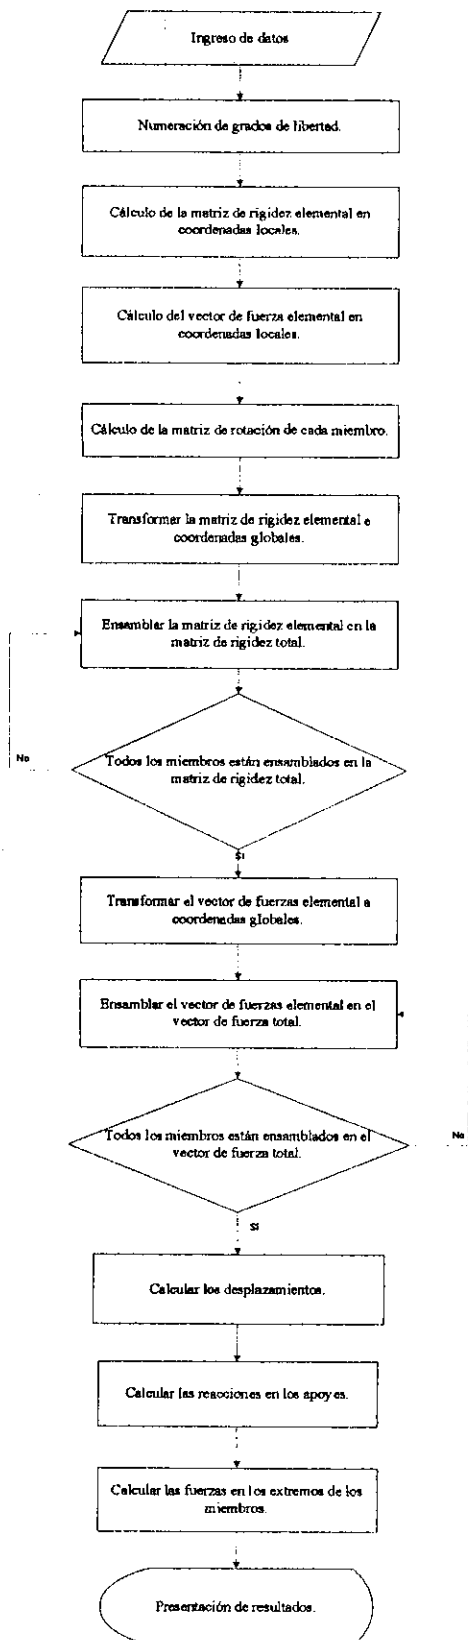 Ingreso de datos
Numeración de grados de libertad.
Cálculo de la matriz de rigidez elemental en
coordenadas locales.
Cálculo del vector de fuerza elemental en
coordenadas locales.
Cálculo de la matriz de rotación de cada miembro.
Transformar la matriz de rigidez elemental a
coordenadas globales.
Ensamblar la matriz de rigidez elemental en la
matriz de rigidez total.
No
Todos los miembros están ensamblados en la
matriz de rigidez total.
Si
Transformar el vector de fuerzas elemental a
coordenadas globales.
Ensamblar el vector de fuerzas elemental en el
vector de fuerza total.
Todos los miembros están ensamblados en el
vector de fuerza total.
No
Si
Calcular los desplazamientos.
Calcular las reacciones en los apoyos.
Calcular las fuerzas en los extremos de los
miembros.
Presentación de resultados.